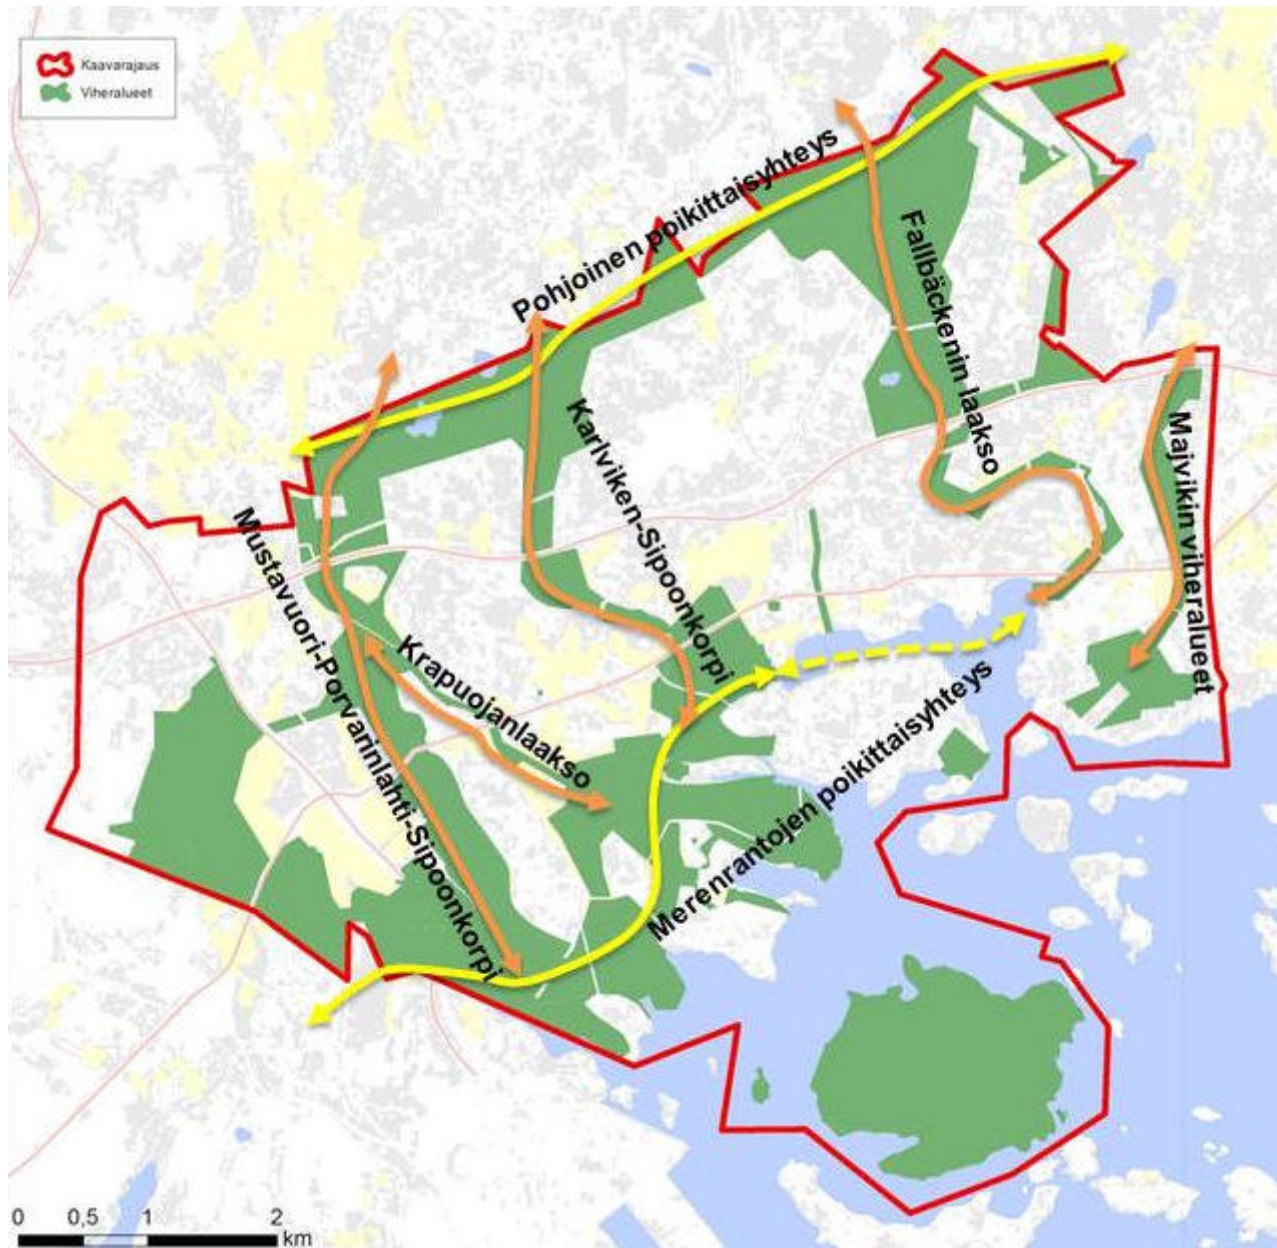 Kaavarajaus
Viheralueet
Pohjoinen poikittaisyhteys
Fallbäckenin laakso
Kariviken-Sipoonkorpi
Majvikin viheralueet
Mustavuori-Porvarinlahti-Sipoonkorpi
Krapuojanlaakso
Merenrantojen poikittaisyhteys
0 0,5 1 2
km